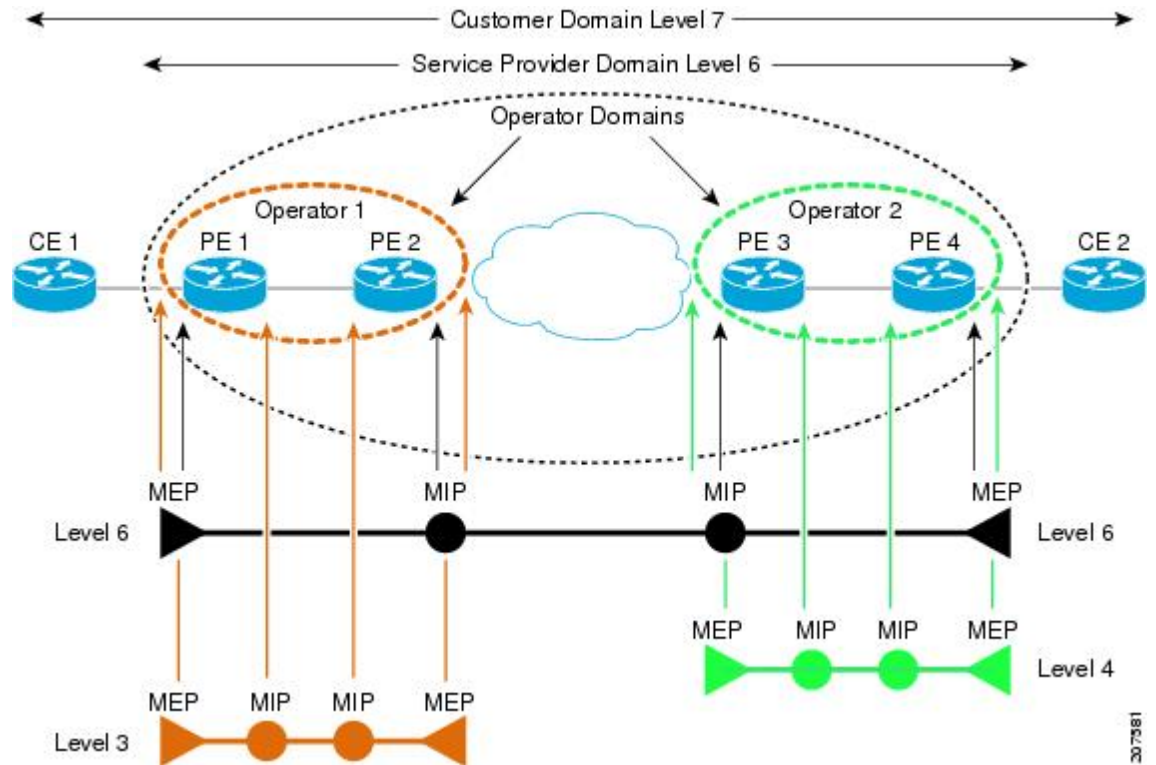 Customer Domain Level 7
Service Provider Domain Level 6
Operator Domains
Operator 1
Operator 2
CE 1
PE 1
PE 2
PE 3
PE 4
CE 2
MEP
MIP
MIP
MEP
Level 6
Level 6
MEP
MIP
MIP
MEP
Level 4
MEP
MIP
MIP
MEP
Level 3
207581